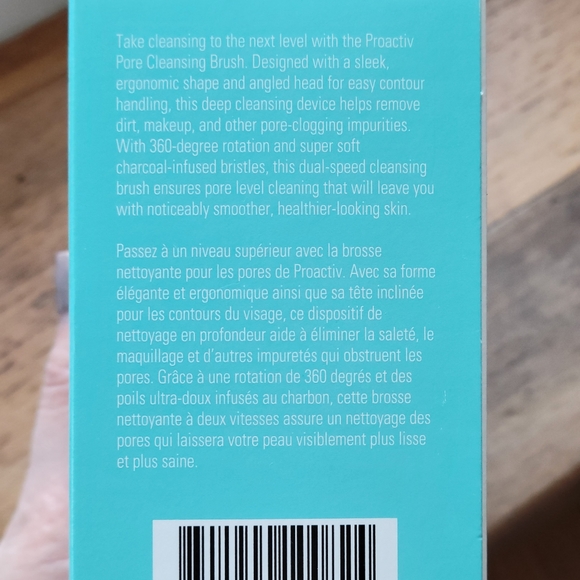 Take cleansing to the next level with the Proactiv
Pore Cleansing Brush. Designed with a sleek,
ergonomic shape and angled head for easy contour
handling, this deep cleansing device helps remove
dirt, makeup, and other pore-clogging impurities.
With 360-degree rotation and super soft
charcoal-infused bristles, this dual-speed cleansing
brush ensures pore level cleaning that will leave you
with noticeably smoother, healthier-looking skin.
Passez à un niveau supérieur avec la brosse
nettoyante pour les pores de Proactiv. Avec sa forme
élégante et ergonomique ainsi que sa tête inclinée
pour les contours du visage, ce dispositif de
nettoyage en profondeur aide à éliminer la saleté, le
maquillage et d'autres impuretés qui obstruent les
pores. Grâce à une rotation de 360 degrés et des
poils ultra-doux infusés au charbon, cette brosse
nettoyante à deux vitesses assure un nettoyage des
pores qui laissera votre peau visiblement plus lisse
et plus saine.